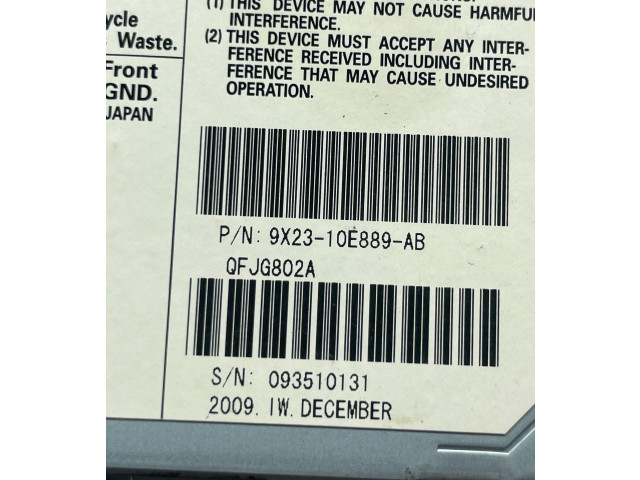 (1) THIS DEVICE MAY NOT CAUSE HARMFUL
INTERFERENCE.
(2) THIS DEVICE MUST ACCEPT ANY INTER-
FERENCE RECEIVED INCLUDING INTER-
FERENCE THAT MAY CAUSE UNDESIRED
OPERATION.
ycle
Waste.
Front
GND.
JAPAN
P/N: 9X23-10E889-AB
QFJG802A
S/N: 093510131
2009. IW. DECEMBER